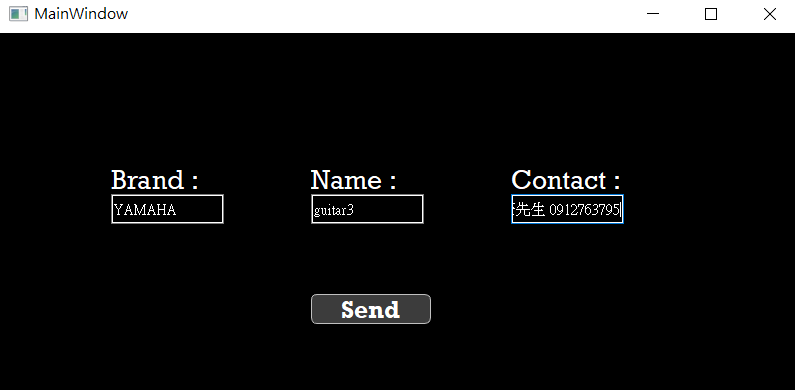 MainWindow
Brand : Name : Contact :
YAMAHA guitar3 先生 0912763795
Send